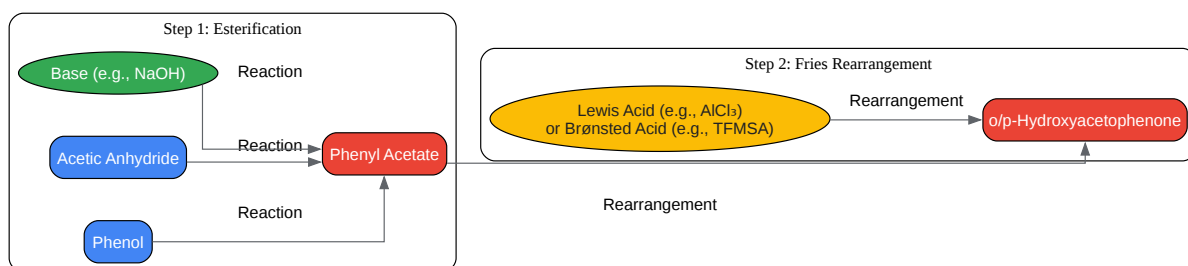 Step 1: Esterification
Base (e.g., NaOH)
Reaction
Acetic Anhydride
Reaction
Phenyl Acetate
Reaction
Phenol
Step 2: Fries Rearrangement
Lewis Acid (e.g., AlCl₃)
or Brønsted Acid (e.g., TFMSA)
Rearrangement
o/p-Hydroxyacetophenone
Rearrangement